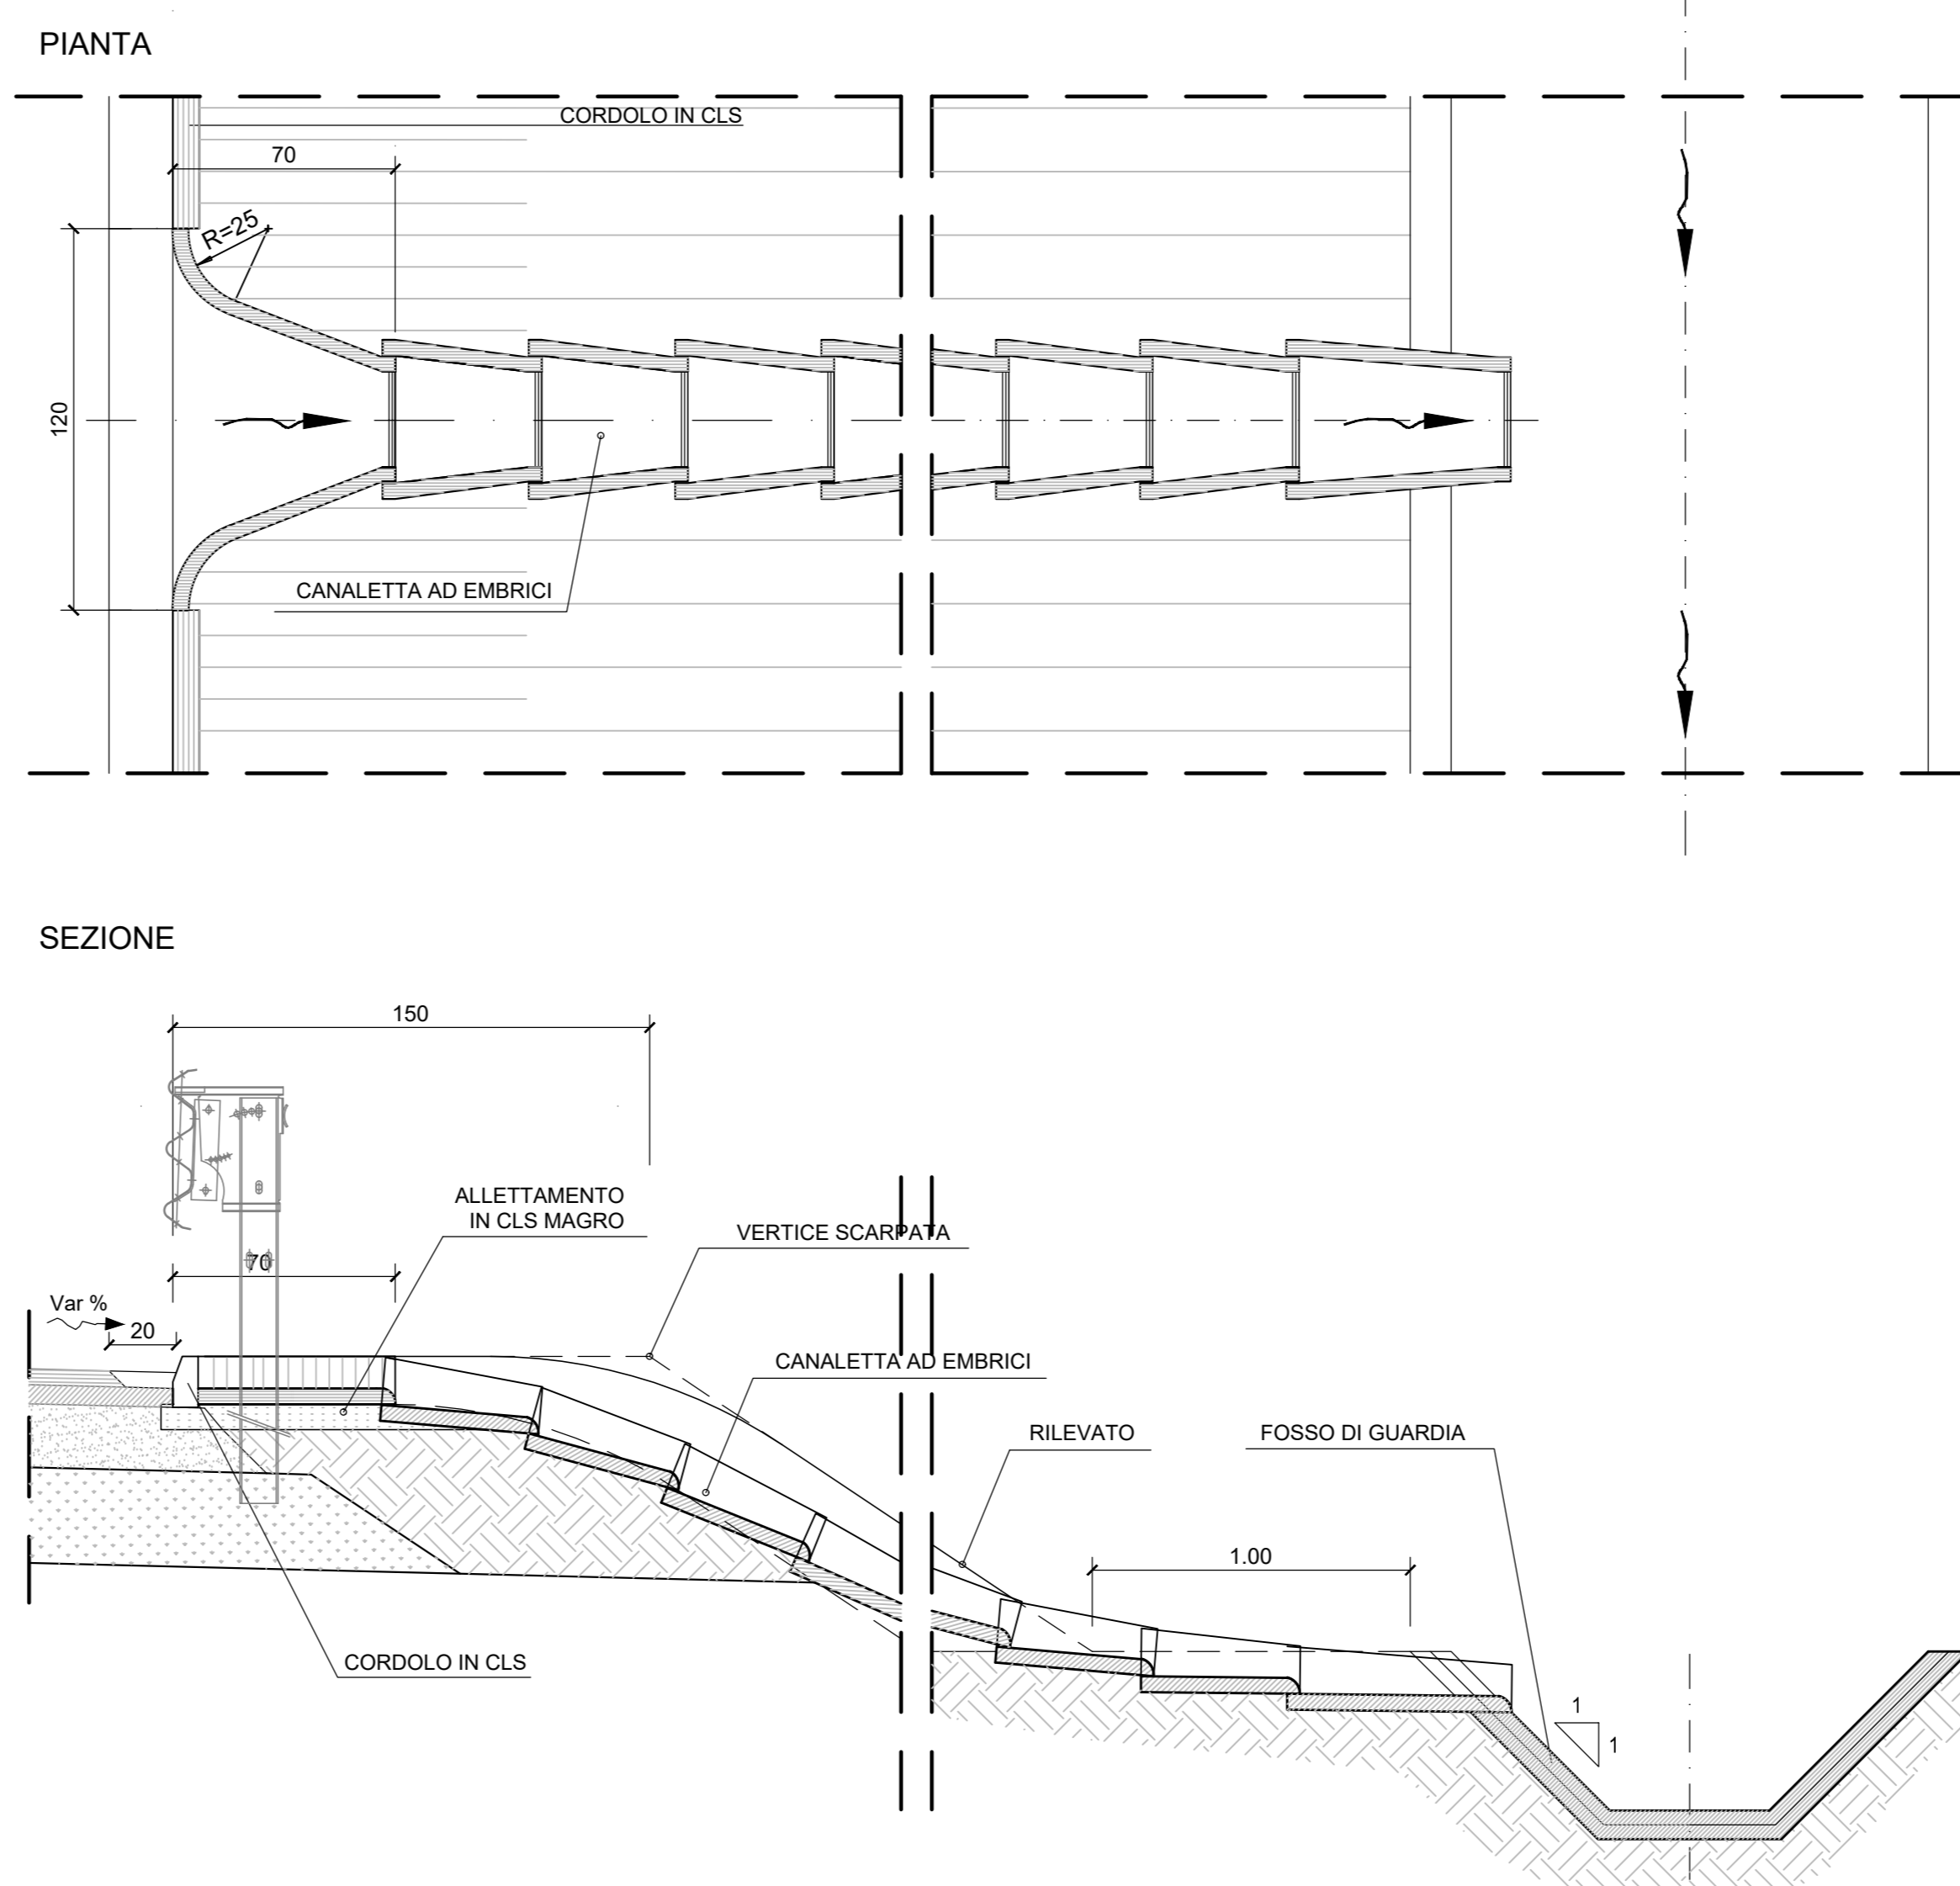 PIANTA
CORDOLO IN CLS
70
R=25
120
CANALETTA AD EMBRICI
SEZIONE
150
ALLETTAMENTO
IN CLS MAGRO
VERTICE SCARPATA
70
Var %
20
CANALETTA AD EMBRICI
RILEVATO
FOSSO DI GUARDIA
1.00
CORDOLO IN CLS
1
1